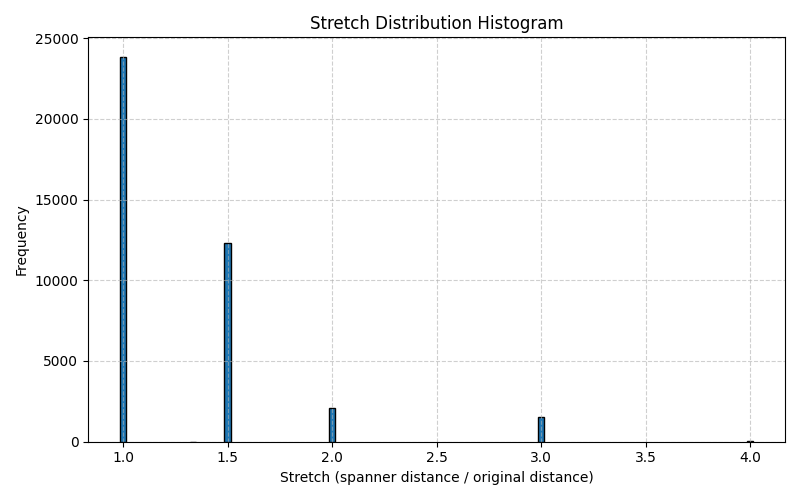 Stretch Distribution Histogram
25000
20000
15000
10000
5000
0
Frequency
1.0 1.5 2.0 2.5 3.0 3.5 4.0
Stretch (spanner distance / original distance)